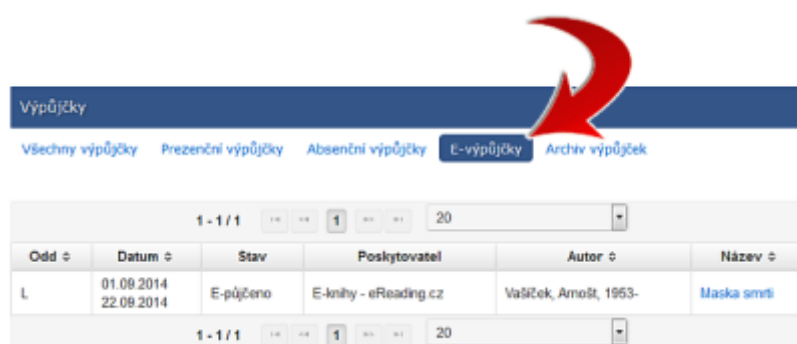 Výpůjčky
Všechny výpůjčky Prezenční výpůjčky Absenční výpůjčky E-výpůjčky Archiv výpůjček
1 - 1 / 1 1 20
Odd Datum Stav Poskytovatel Autor Název
L 01.09.2014 E-půjčeno E-knihy - eReading.cz Vašíček, Arnošt, 1953- Maska smrti
22.09.2014
1 - 1 / 1 1 20